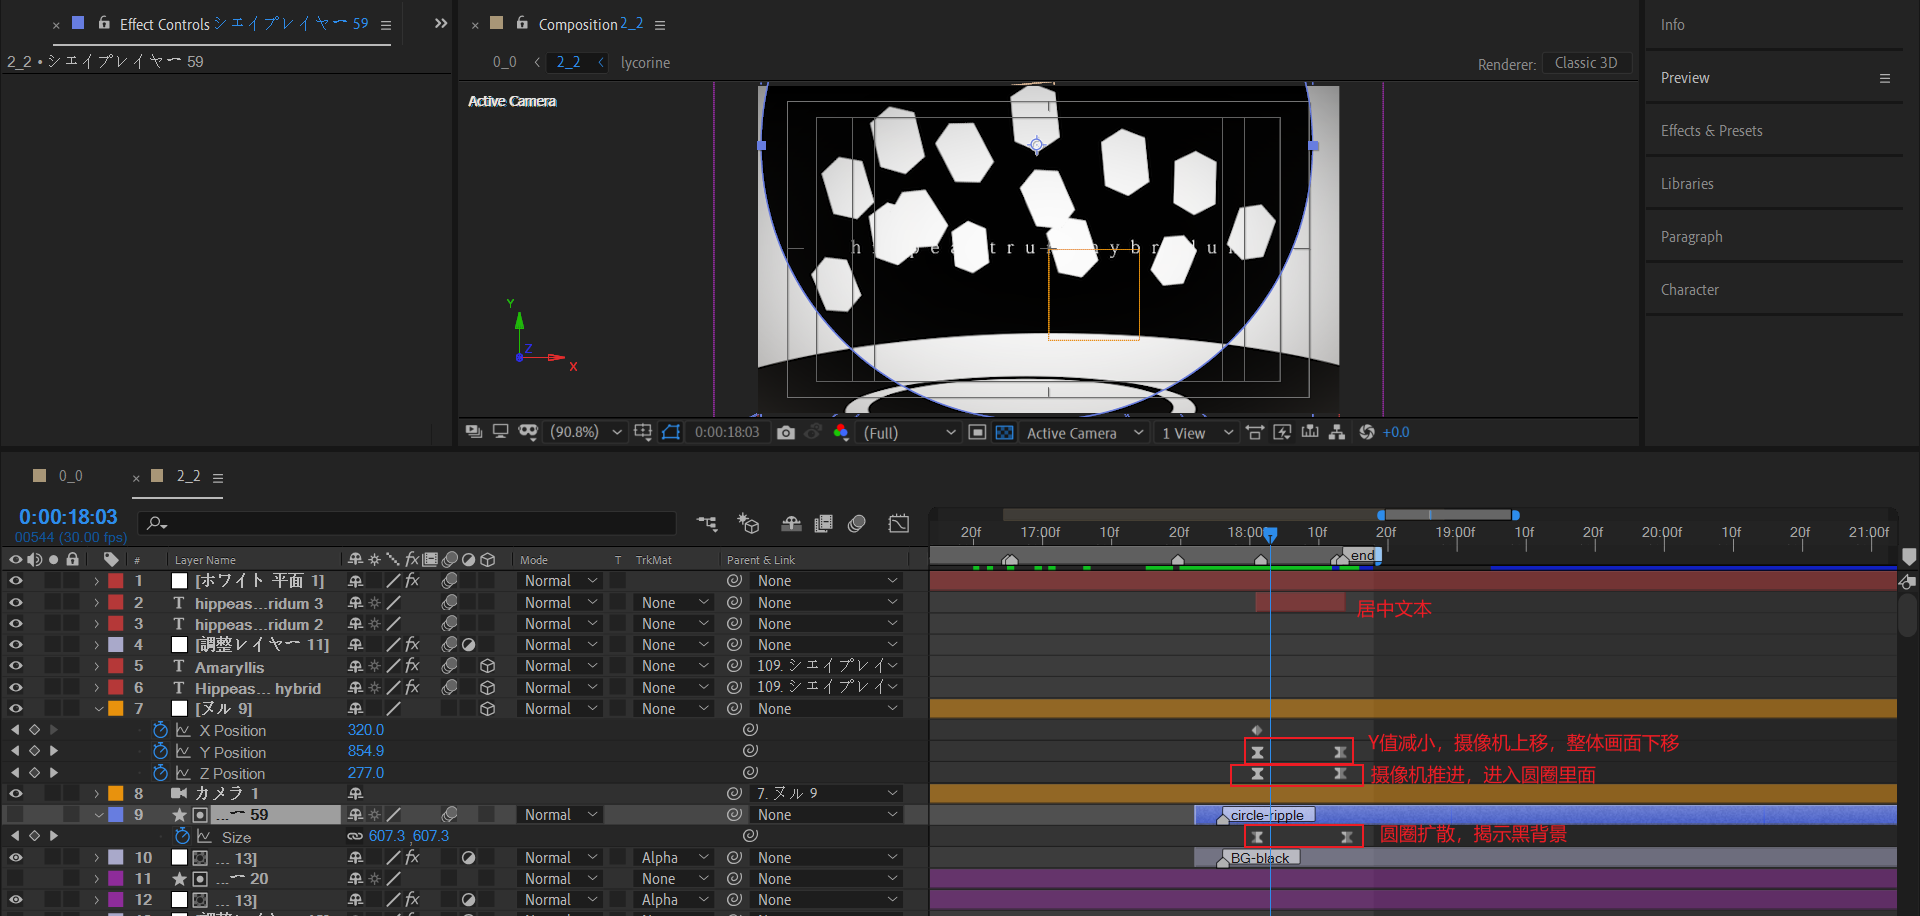 Effect Controls シェイプレイヤー 59
Composition 2_2
Info
2_2 • シェイプレイヤー 59
0_0
2_2
lycorine
Renderer: Classic 3D
Preview
Active Camera
Effects & Presets
Libraries
Paragraph
Character
Y
Z
X
(90.8%)
0:00:18:03
(Full)
Active Camera
1 View
+0.0
0_0
2_2
0:00:18:03
00544 (30.00 fps)
20f 17:00f 10f 20f 18:00f 10f 20f 19:00f 10f 20f 20:00f 10f 21:00f
# Layer Name fx Mode T TrkMat Parent & Link
end
1 [ホワイト 平面 1] Normal None
2 T hippeas...ridum 3 Normal None None
居中文本
3 T hippeas...ridum 2 Normal None None
4 [調整レイヤー 11] fx Normal None None
5 T Amaryllis fx Normal None 109. シェイプレイ
6 T Hippeas... hybrid fx Normal None 109. シェイプレイ
7 [ヌル 9] Normal None None
X Position 320.0
Y Position 854.9
Y值减小，摄像机上移，整体画面下移
Z Position 277.0
摄像机推进，进入圆圈里面
8 カメラ 1 7. ヌル 9
9 ...ー 59 Normal None
circle-ripple
Size 607.3 ,607.3
圆圈扩散，揭示黑背景
10 ... 13] fx Normal Alpha None
BG-black
11 ...ー 20 Normal None None
12 ... 13] fx Normal Alpha None